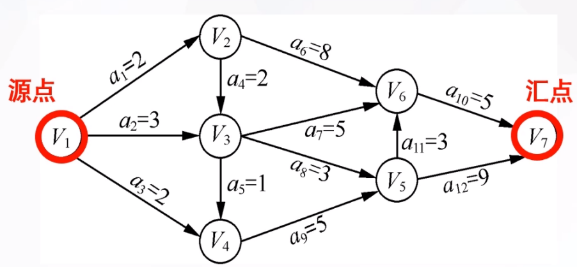 V₂
a₁=2
a₆=8
源点
a₄=2
V₆
a₁₀=5
汇点
V₁
a₂=3
V₃
a₇=5
V₇
a₁₁=3
a₈=3
a₃=2
a₅=1
V₅
a₁₂=9
V₄
a₉=5